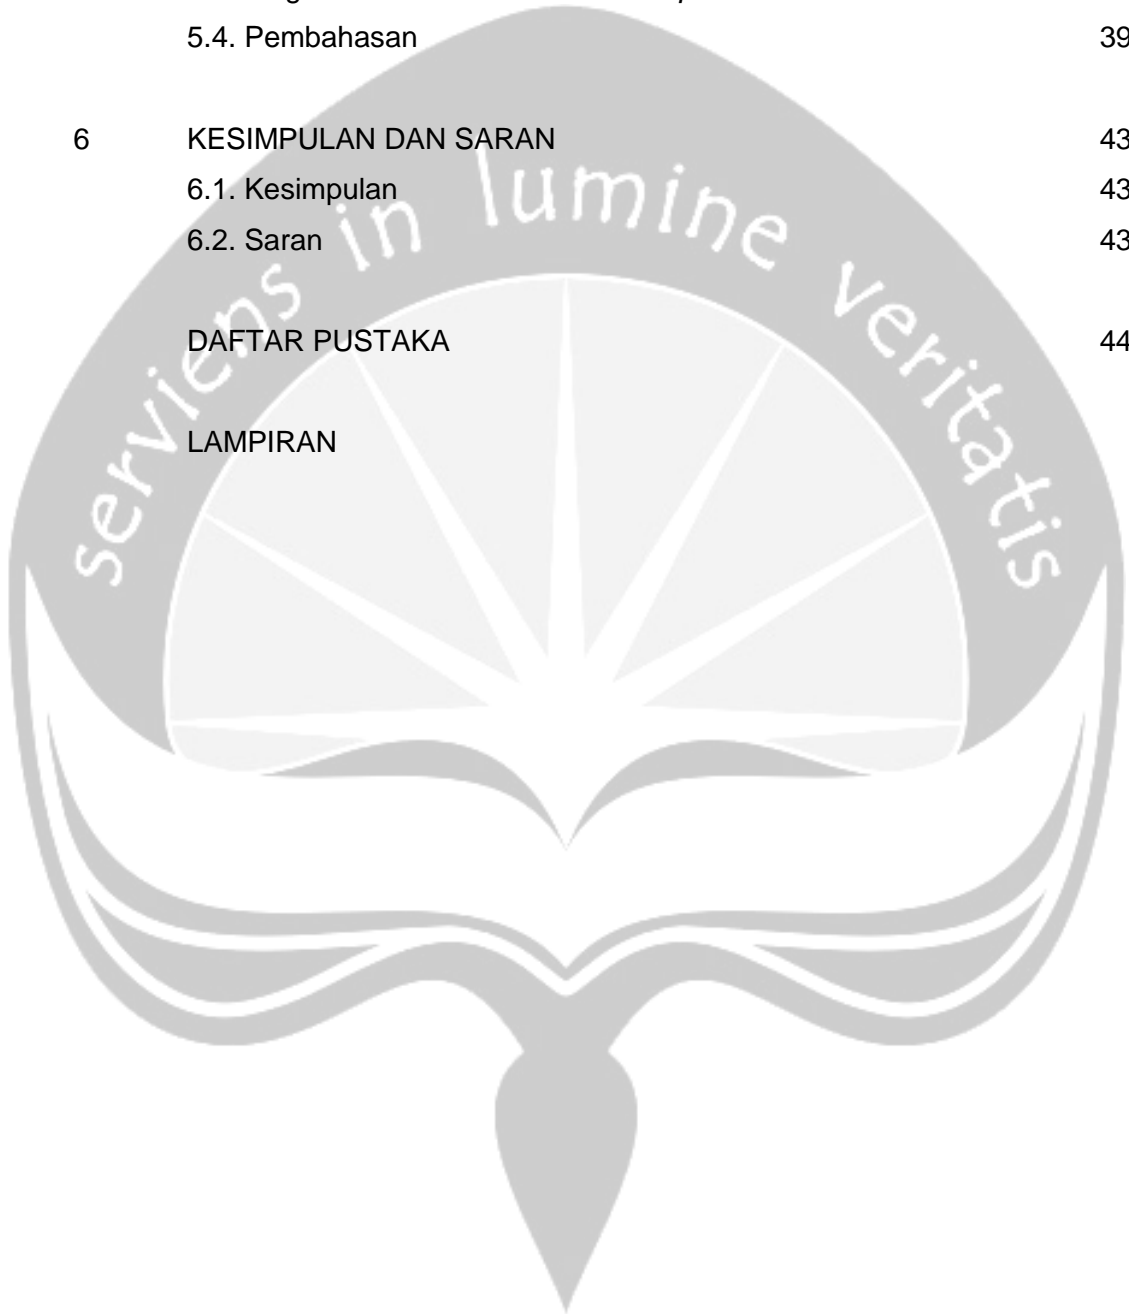 5.4. Pembahasan 39
6 KESIMPULAN DAN SARAN 43
6.1. Kesimpulan 43
6.2. Saran 43
DAFTAR PUSTAKA 44
LAMPIRAN
serviens in lumine veritatis